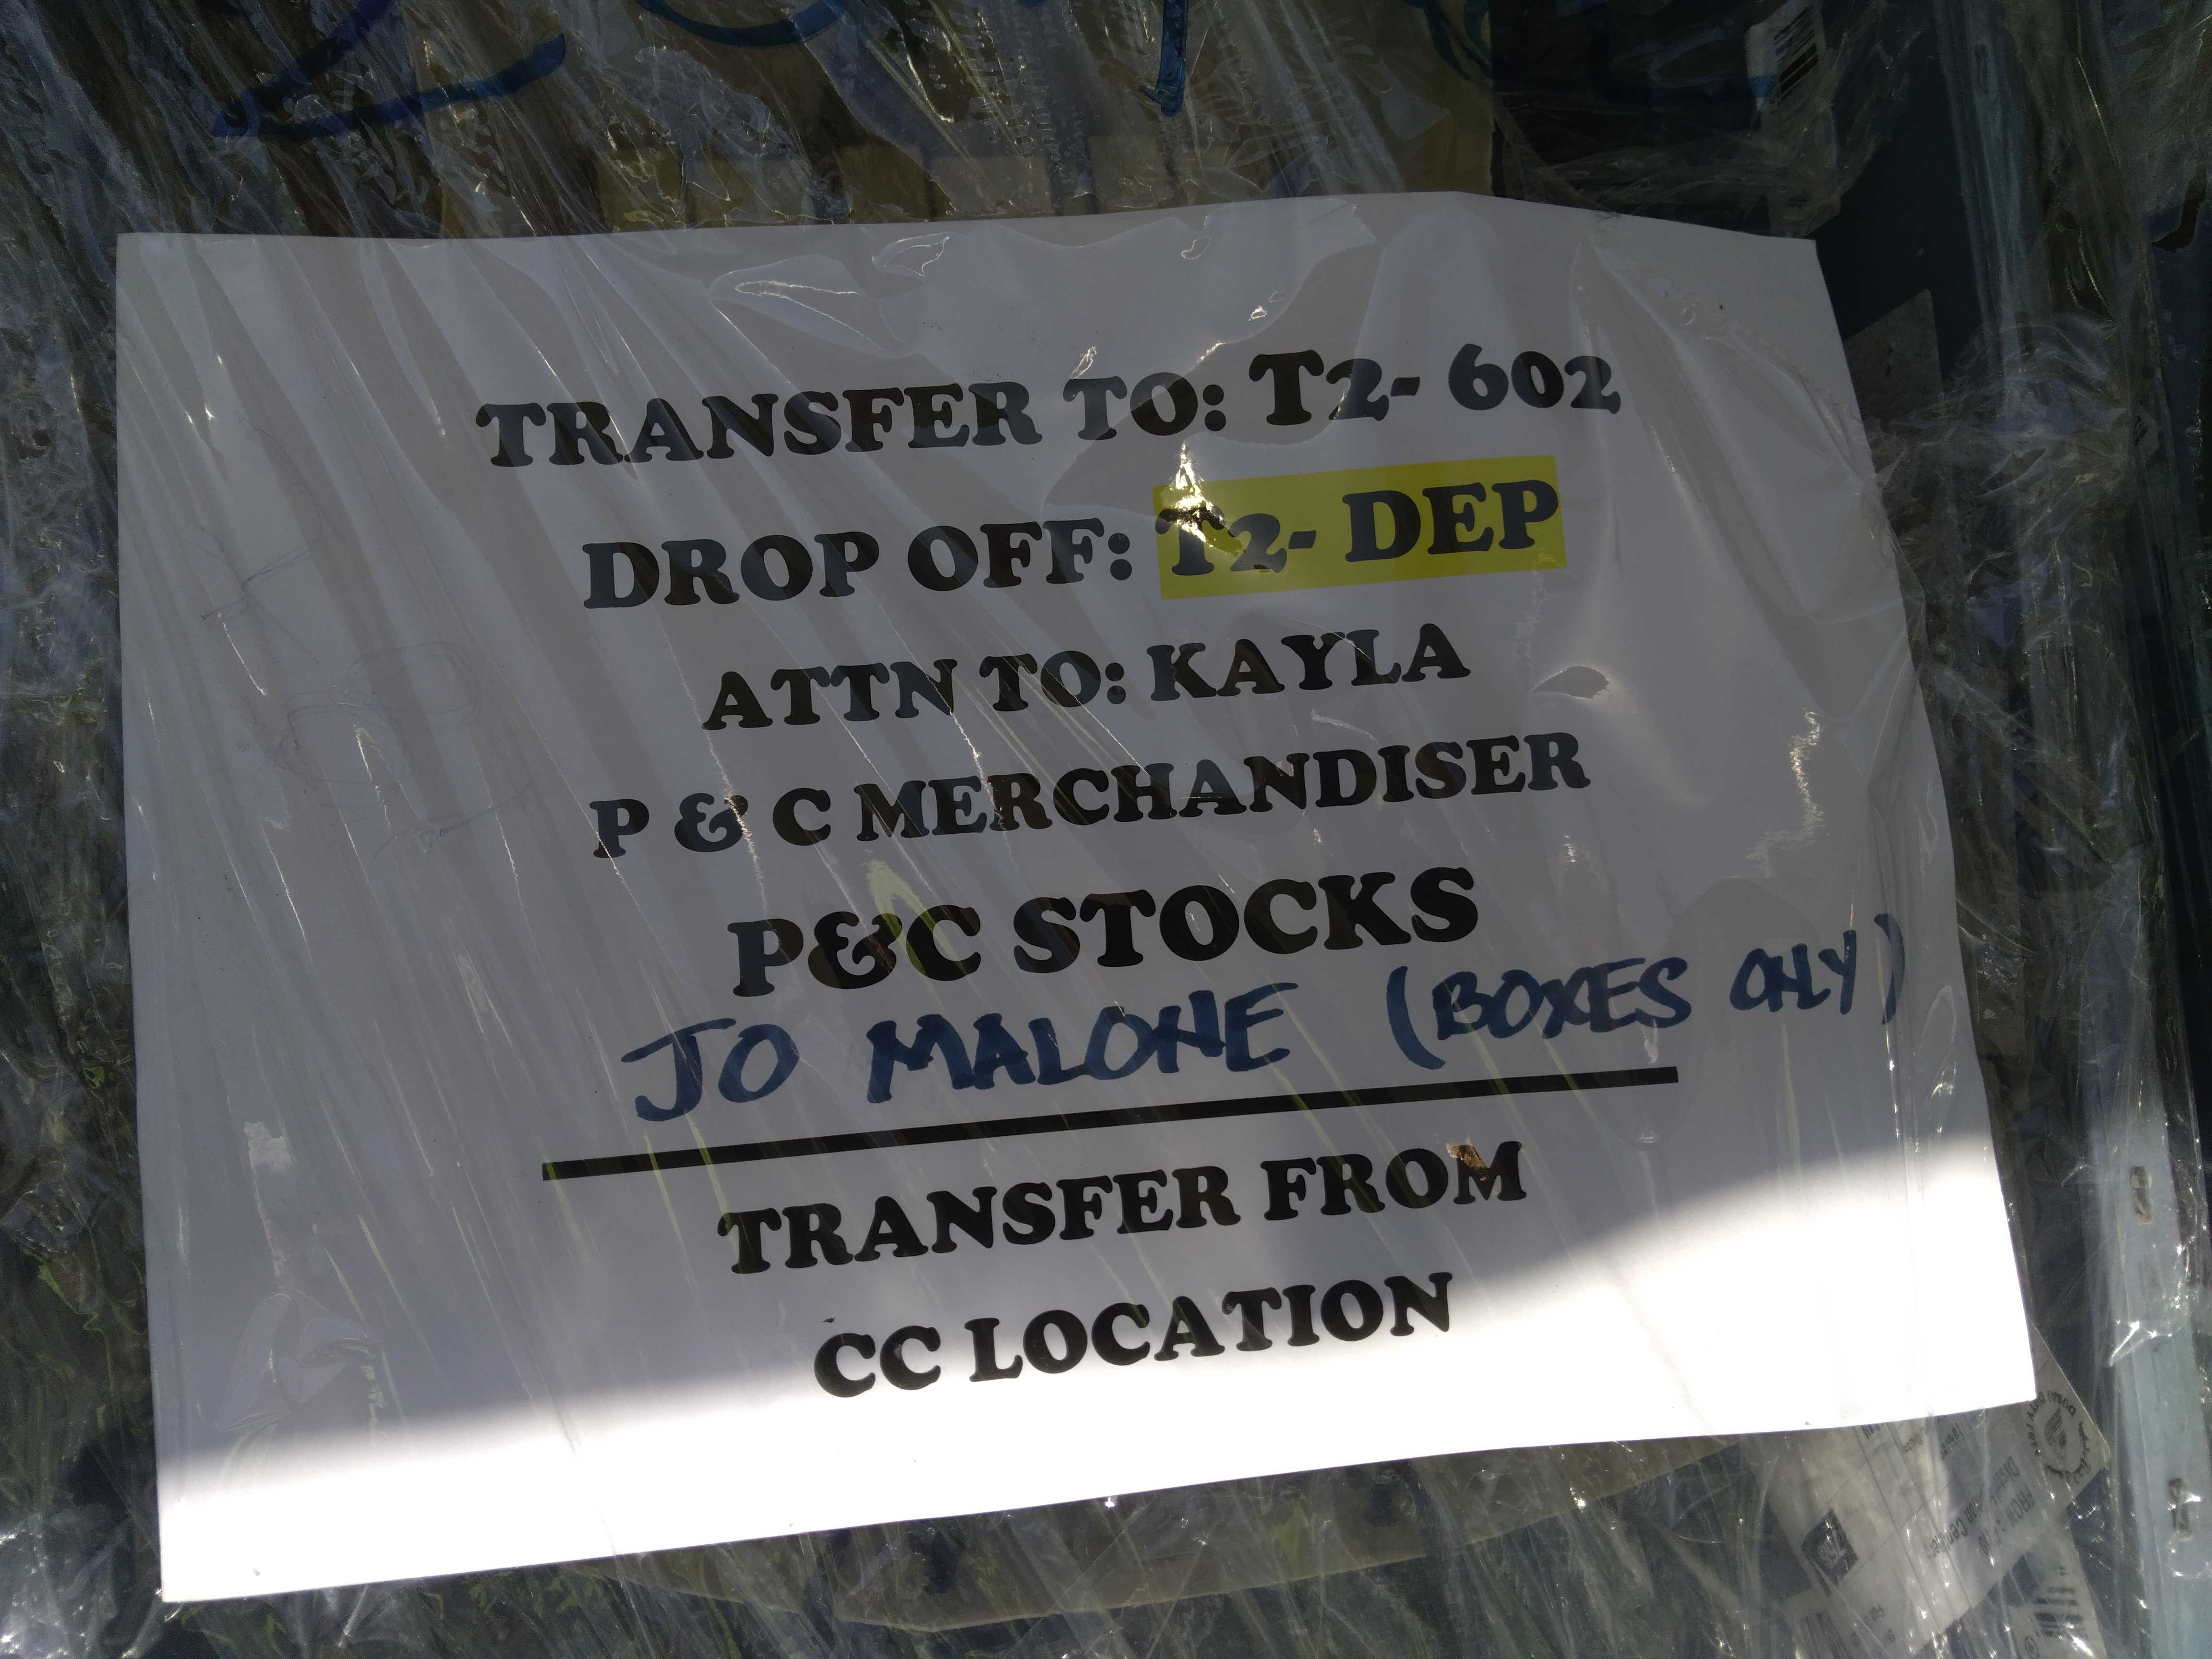 TRANSFER TO: T2- 602
DROP OFF: T2- DEP
ATTN TO: KAYLA
P & C MERCHANDISER
P&C STOCKS
JO MALONE (BOXES ONLY)
TRANSFER FROM
CC LOCATION